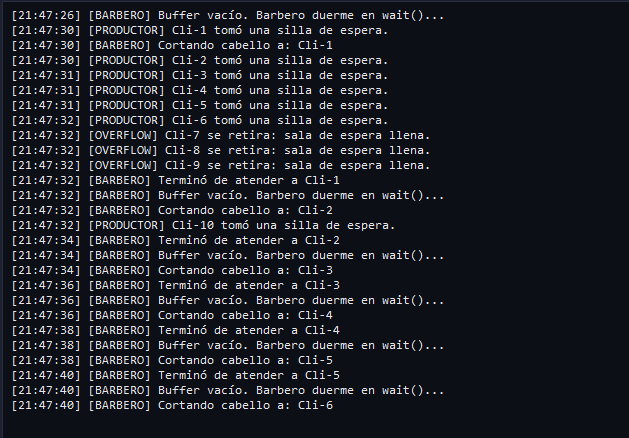 [21:47:26] [BARBERO] Buffer vacío. Barbero duerme en wait()...
[21:47:30] [PRODUCTOR] Cli-1 tomó una silla de espera.
[21:47:30] [BARBERO] Cortando cabello a: Cli-1
[21:47:30] [PRODUCTOR] Cli-2 tomó una silla de espera.
[21:47:31] [PRODUCTOR] Cli-3 tomó una silla de espera.
[21:47:31] [PRODUCTOR] Cli-4 tomó una silla de espera.
[21:47:31] [PRODUCTOR] Cli-5 tomó una silla de espera.
[21:47:32] [PRODUCTOR] Cli-6 tomó una silla de espera.
[21:47:32] [OVERFLOW] Cli-7 se retira: sala de espera llena.
[21:47:32] [OVERFLOW] Cli-8 se retira: sala de espera llena.
[21:47:32] [OVERFLOW] Cli-9 se retira: sala de espera llena.
[21:47:32] [BARBERO] Terminó de atender a Cli-1
[21:47:32] [BARBERO] Buffer vacío. Barbero duerme en wait()...
[21:47:32] [BARBERO] Cortando cabello a: Cli-2
[21:47:32] [PRODUCTOR] Cli-10 tomó una silla de espera.
[21:47:34] [BARBERO] Terminó de atender a Cli-2
[21:47:34] [BARBERO] Buffer vacío. Barbero duerme en wait()...
[21:47:34] [BARBERO] Cortando cabello a: Cli-3
[21:47:36] [BARBERO] Terminó de atender a Cli-3
[21:47:36] [BARBERO] Buffer vacío. Barbero duerme en wait()...
[21:47:36] [BARBERO] Cortando cabello a: Cli-4
[21:47:38] [BARBERO] Terminó de atender a Cli-4
[21:47:38] [BARBERO] Buffer vacío. Barbero duerme en wait()...
[21:47:38] [BARBERO] Cortando cabello a: Cli-5
[21:47:40] [BARBERO] Terminó de atender a Cli-5
[21:47:40] [BARBERO] Buffer vacío. Barbero duerme en wait()...
[21:47:40] [BARBERO] Cortando cabello a: Cli-6